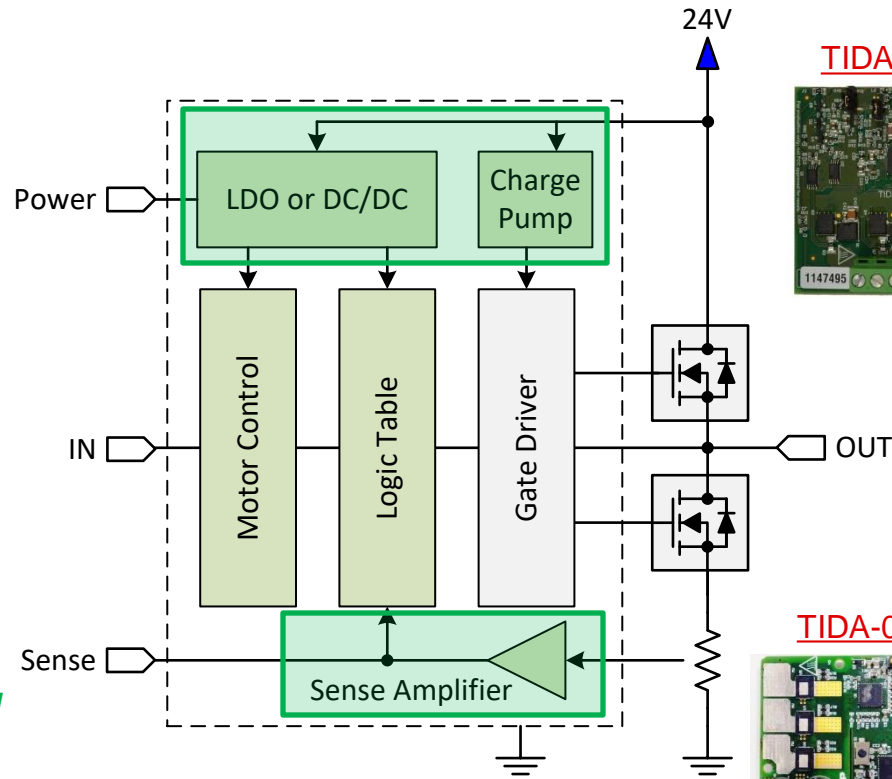 24V
TIDA
Power
LDO or DC/DC
Charge
Pump
1147495
Motor Control
Logic Table
Gate Driver
IN
OUT
TIDA-0
Sense
Sense Amplifier